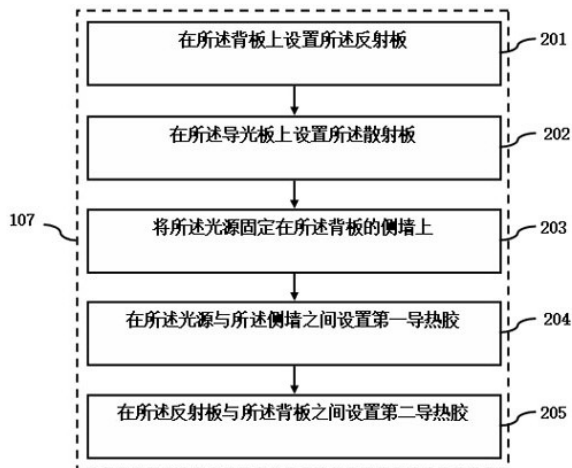 在所述背板上设置所述反射板
201
在所述导光板上设置所述散射板
202
107
将所述光源固定在所述背板的侧墙上
203
在所述光源与所述侧墙之间设置第一导热胶
204
在所述反射板与所述背板之间设置第二导热胶
205